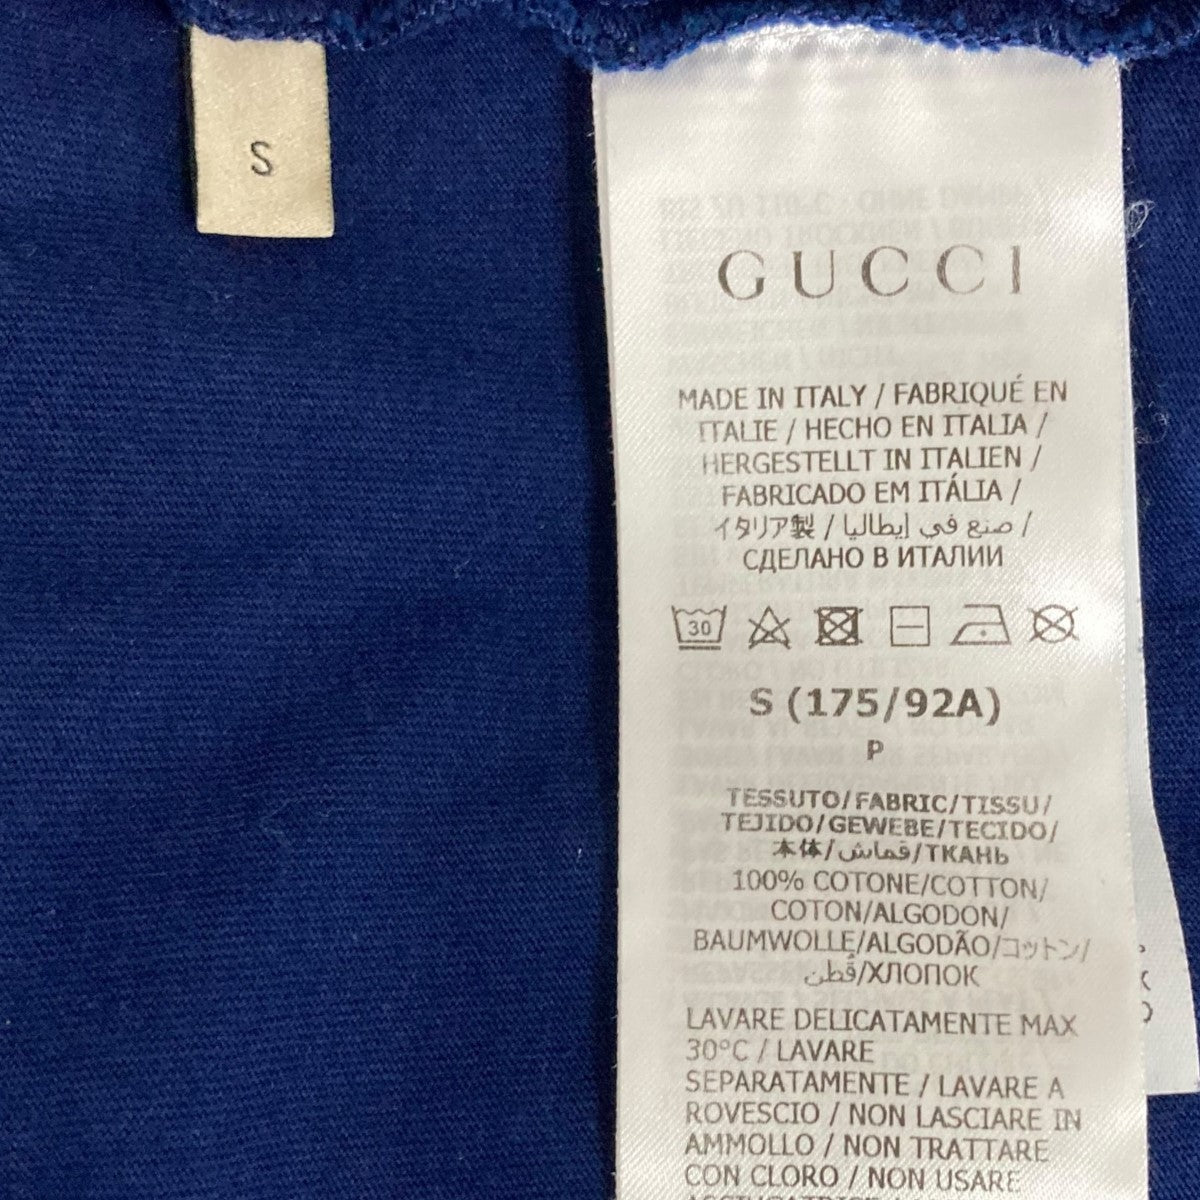 S
GUCCI
MADE IN ITALY / FABRIQUÉ EN
ITALIE / HECHO EN ITALIA /
HERGESTELLT IN ITALIEN /
FABRICADO EM ITÁLIA /
イタリア製 / صنع في إيطاليا /
СДЕЛАНО В ИТАЛИИ
30
S (175/92A)
P
TESSUTO/FABRIC/TISSU/
TEJIDO/GEWEBE/TECIDO/
本体/قماش/ТКАНЬ
100% COTONE/COTTON/
COTON/ALGODON/
BAUMWOLLE/ALGODÃO/コットン/
قطن/ХЛОПОК
LAVARE DELICATAMENTE MAX
30°C / LAVARE
SEPARATAMENTE / LAVARE A
ROVESCIO / NON LASCIARE IN
AMMOLLO / NON TRATTARE
CON CLORO / NON USARE